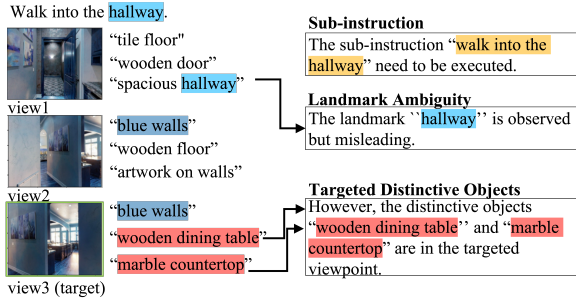 Walk into the hallway.
“tile floor"
“wooden door”
“spacious hallway”
view1
“blue walls”
“wooden floor”
“artwork on walls”
view2
“blue walls”
“wooden dining table”
“marble countertop”
view3 (target)
Sub-instruction
The sub-instruction “walk into the
hallway” need to be executed.
Landmark Ambiguity
The landmark ``hallway’’ is observed
but misleading.
Targeted Distinctive Objects
However, the distinctive objects
“wooden dining table’’ and “marble
countertop” are in the targeted
viewpoint.